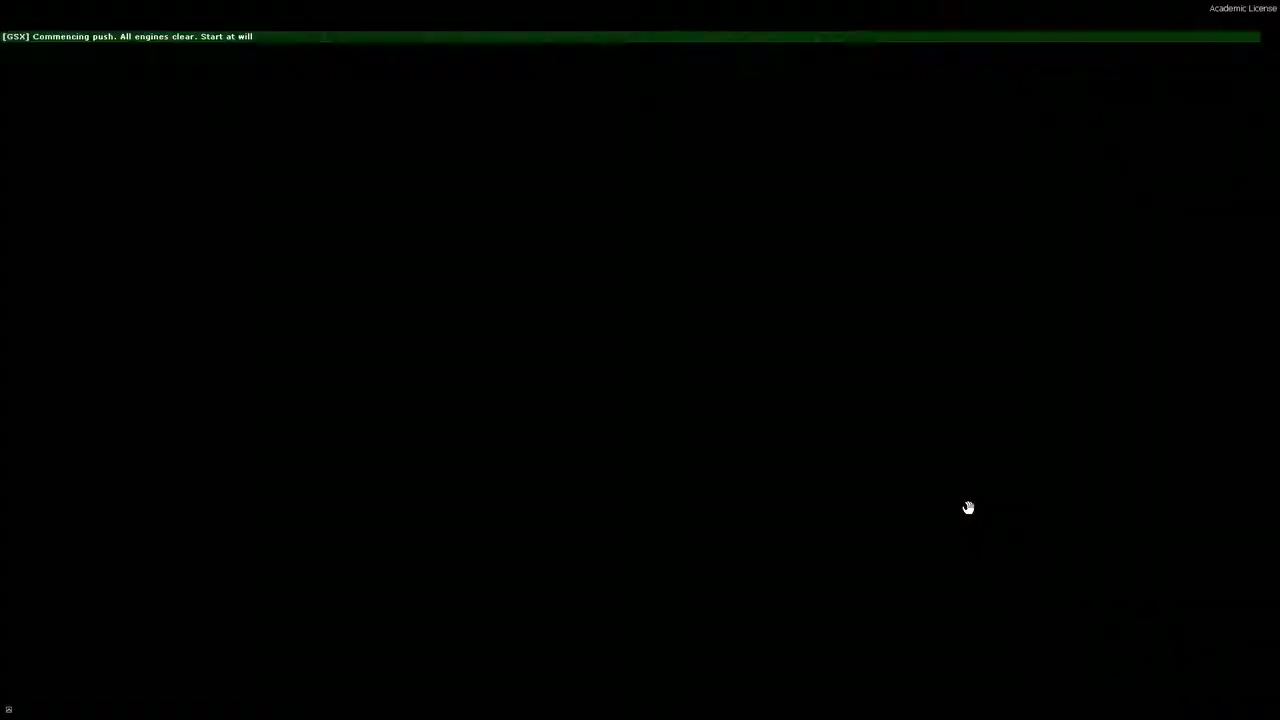 Academic License
[GSX] Commencing push. All engines clear. Start at will